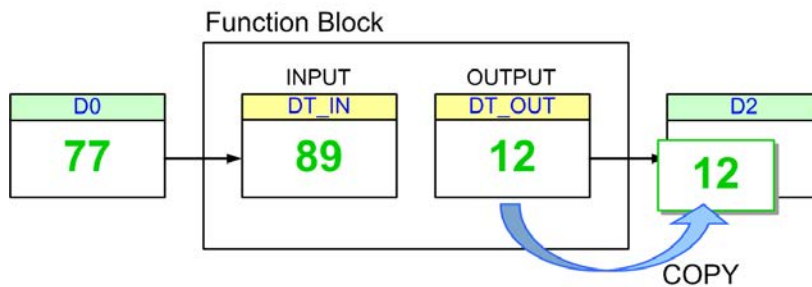 Function Block
INPUT OUTPUT
D0 DT_IN DT_OUT D2
77 89 12 12
COPY